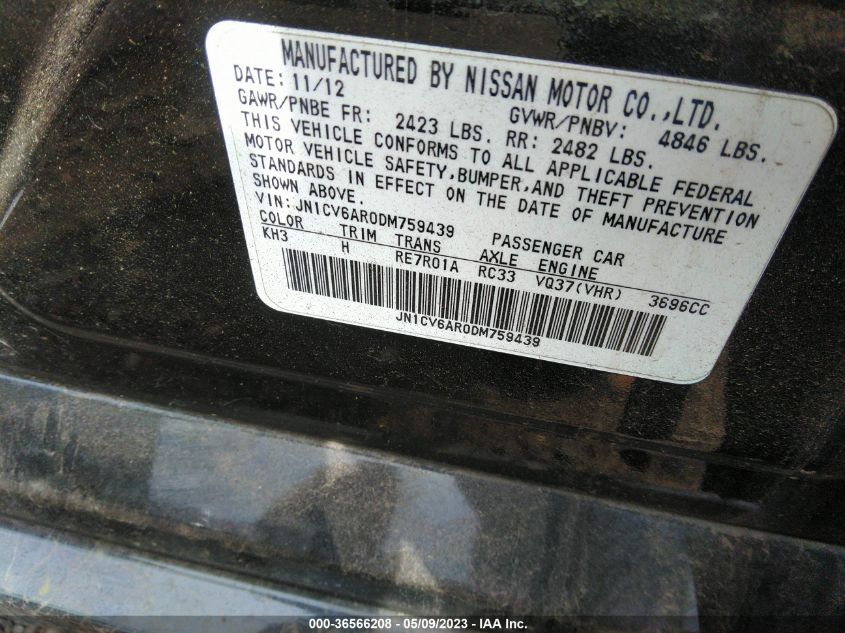 MANUFACTURED BY NISSAN MOTOR CO.,LTD.
DATE: 11/12 GVWR/PNBV: 4846 LBS.
GAWR/PNBE FR: 2423 LBS. RR: 2482 LBS.
THIS VEHICLE CONFORMS TO ALL APPLICABLE FEDERAL
MOTOR VEHICLE SAFETY,BUMPER,AND THEFT PREVENTION
STANDARDS IN EFFECT ON THE DATE OF MANUFACTURE
SHOWN ABOVE.
VIN:JN1CV6AR0DM759439 PASSENGER CAR
COLOR TRIM TRANS AXLE ENGINE
KH3 H RE7R01A RC33 VQ37(VHR) 3696CC
JN1CV6AR0DM759439
000-36566208 - 05/09/2023 - IAA Inc.